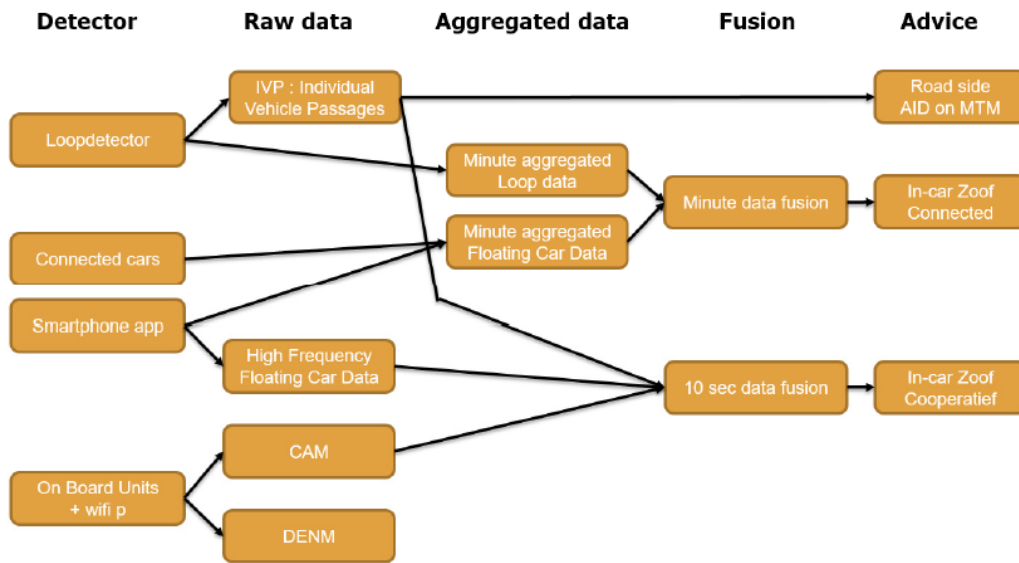 Detector
Raw data
Aggregated data
Fusion
Advice
IVP : Individual
Vehicle Passages
Road side
AID on MTM
Loopdetector
Minute aggregated
Loop data
Minute data fusion
In-car Zoof
Connected
Connected cars
Minute aggregated
Floating Car Data
Smartphone app
High Frequency
Floating Car Data
10 sec data fusion
In-car Zoof
Cooperatief
CAM
On Board Units
+ wifi p
DENM